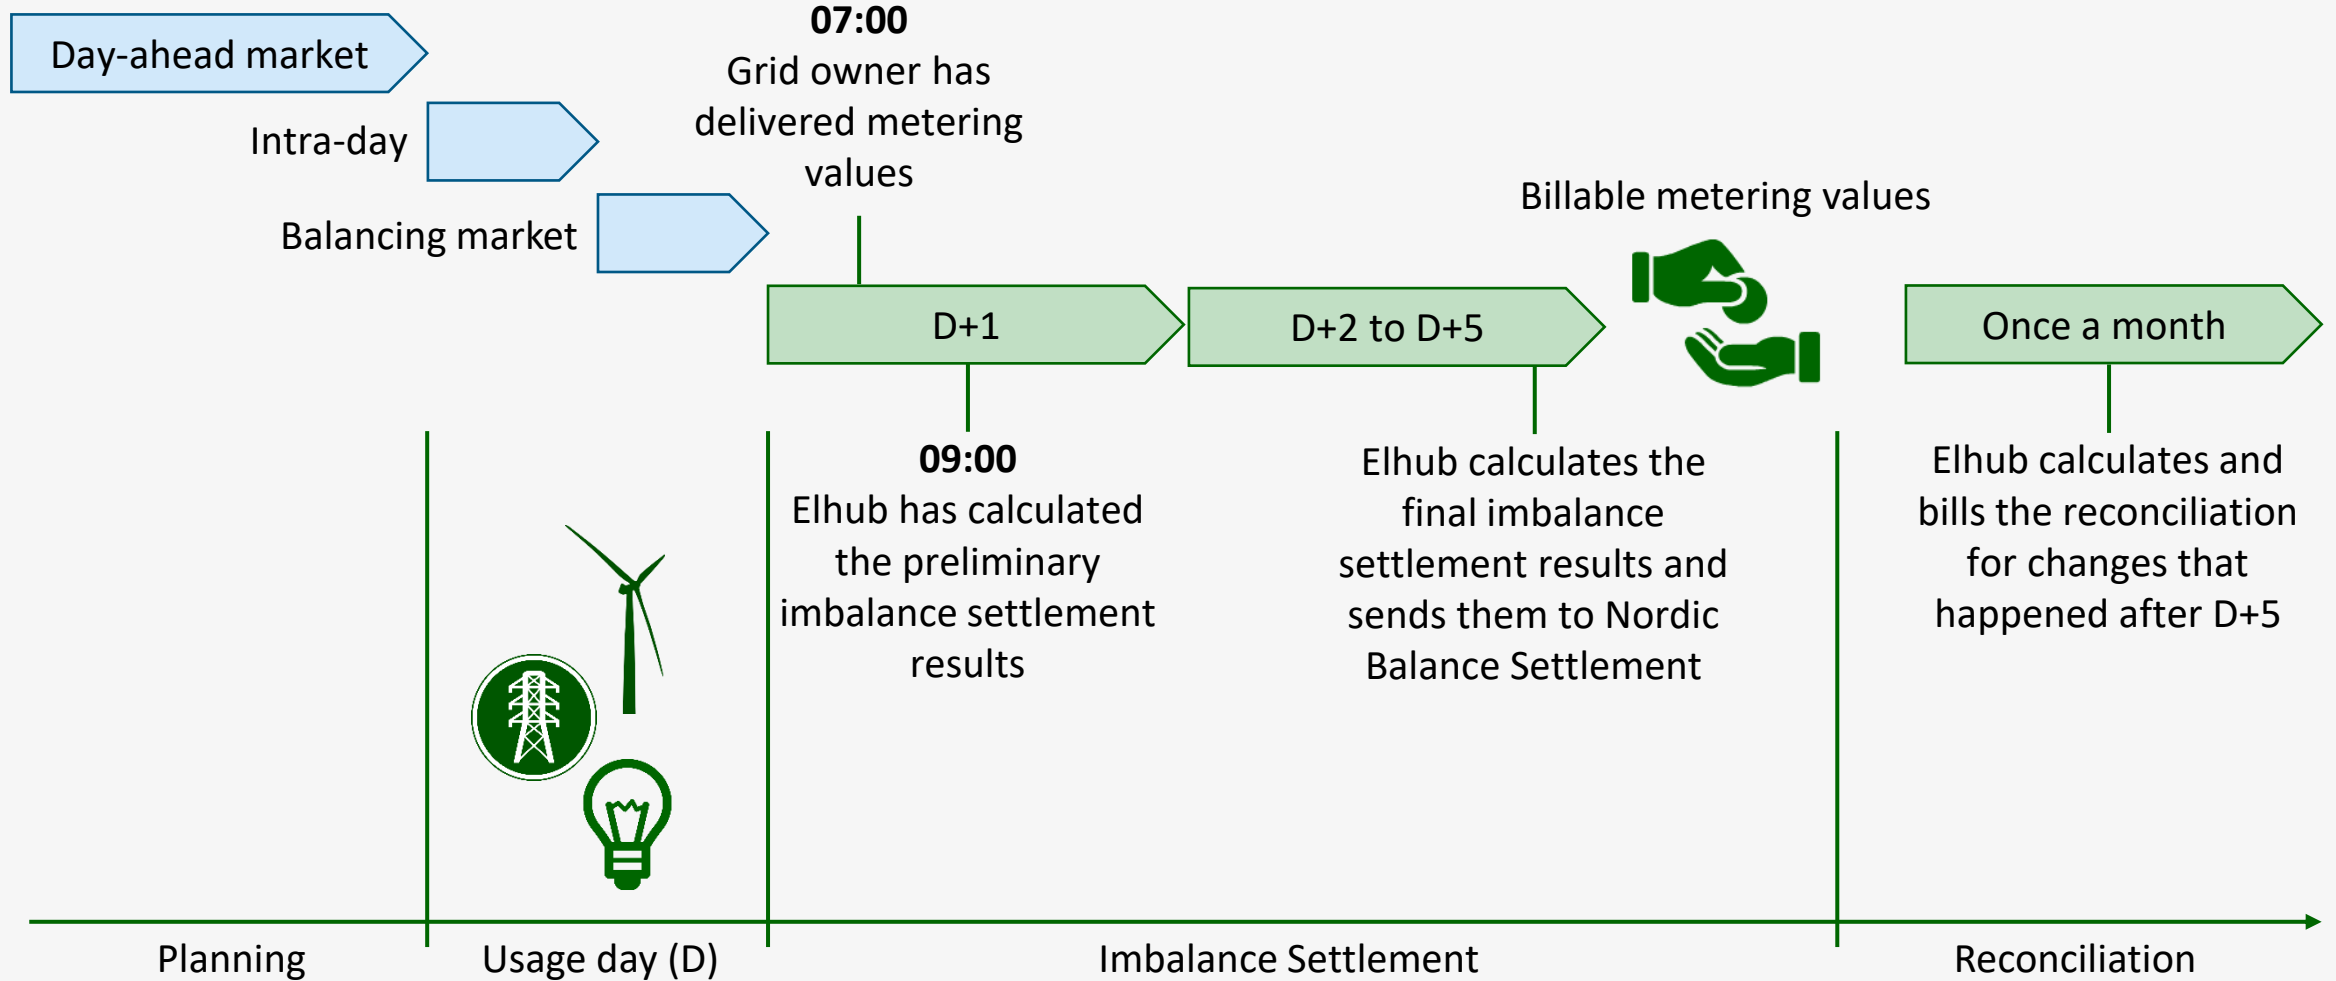 Day-ahead market
Intra-day
Balancing market
07:00
Grid owner has
delivered metering
values
Billable metering values
D+1
D+2 to D+5
Once a month
09:00
Elhub has calculated
the preliminary
imbalance settlement
results
Elhub calculates the
final imbalance
settlement results and
sends them to Nordic
Balance Settlement
Elhub calculates and
bills the reconciliation
for changes that
happened after D+5
Planning
Usage day (D)
Imbalance Settlement
Reconciliation